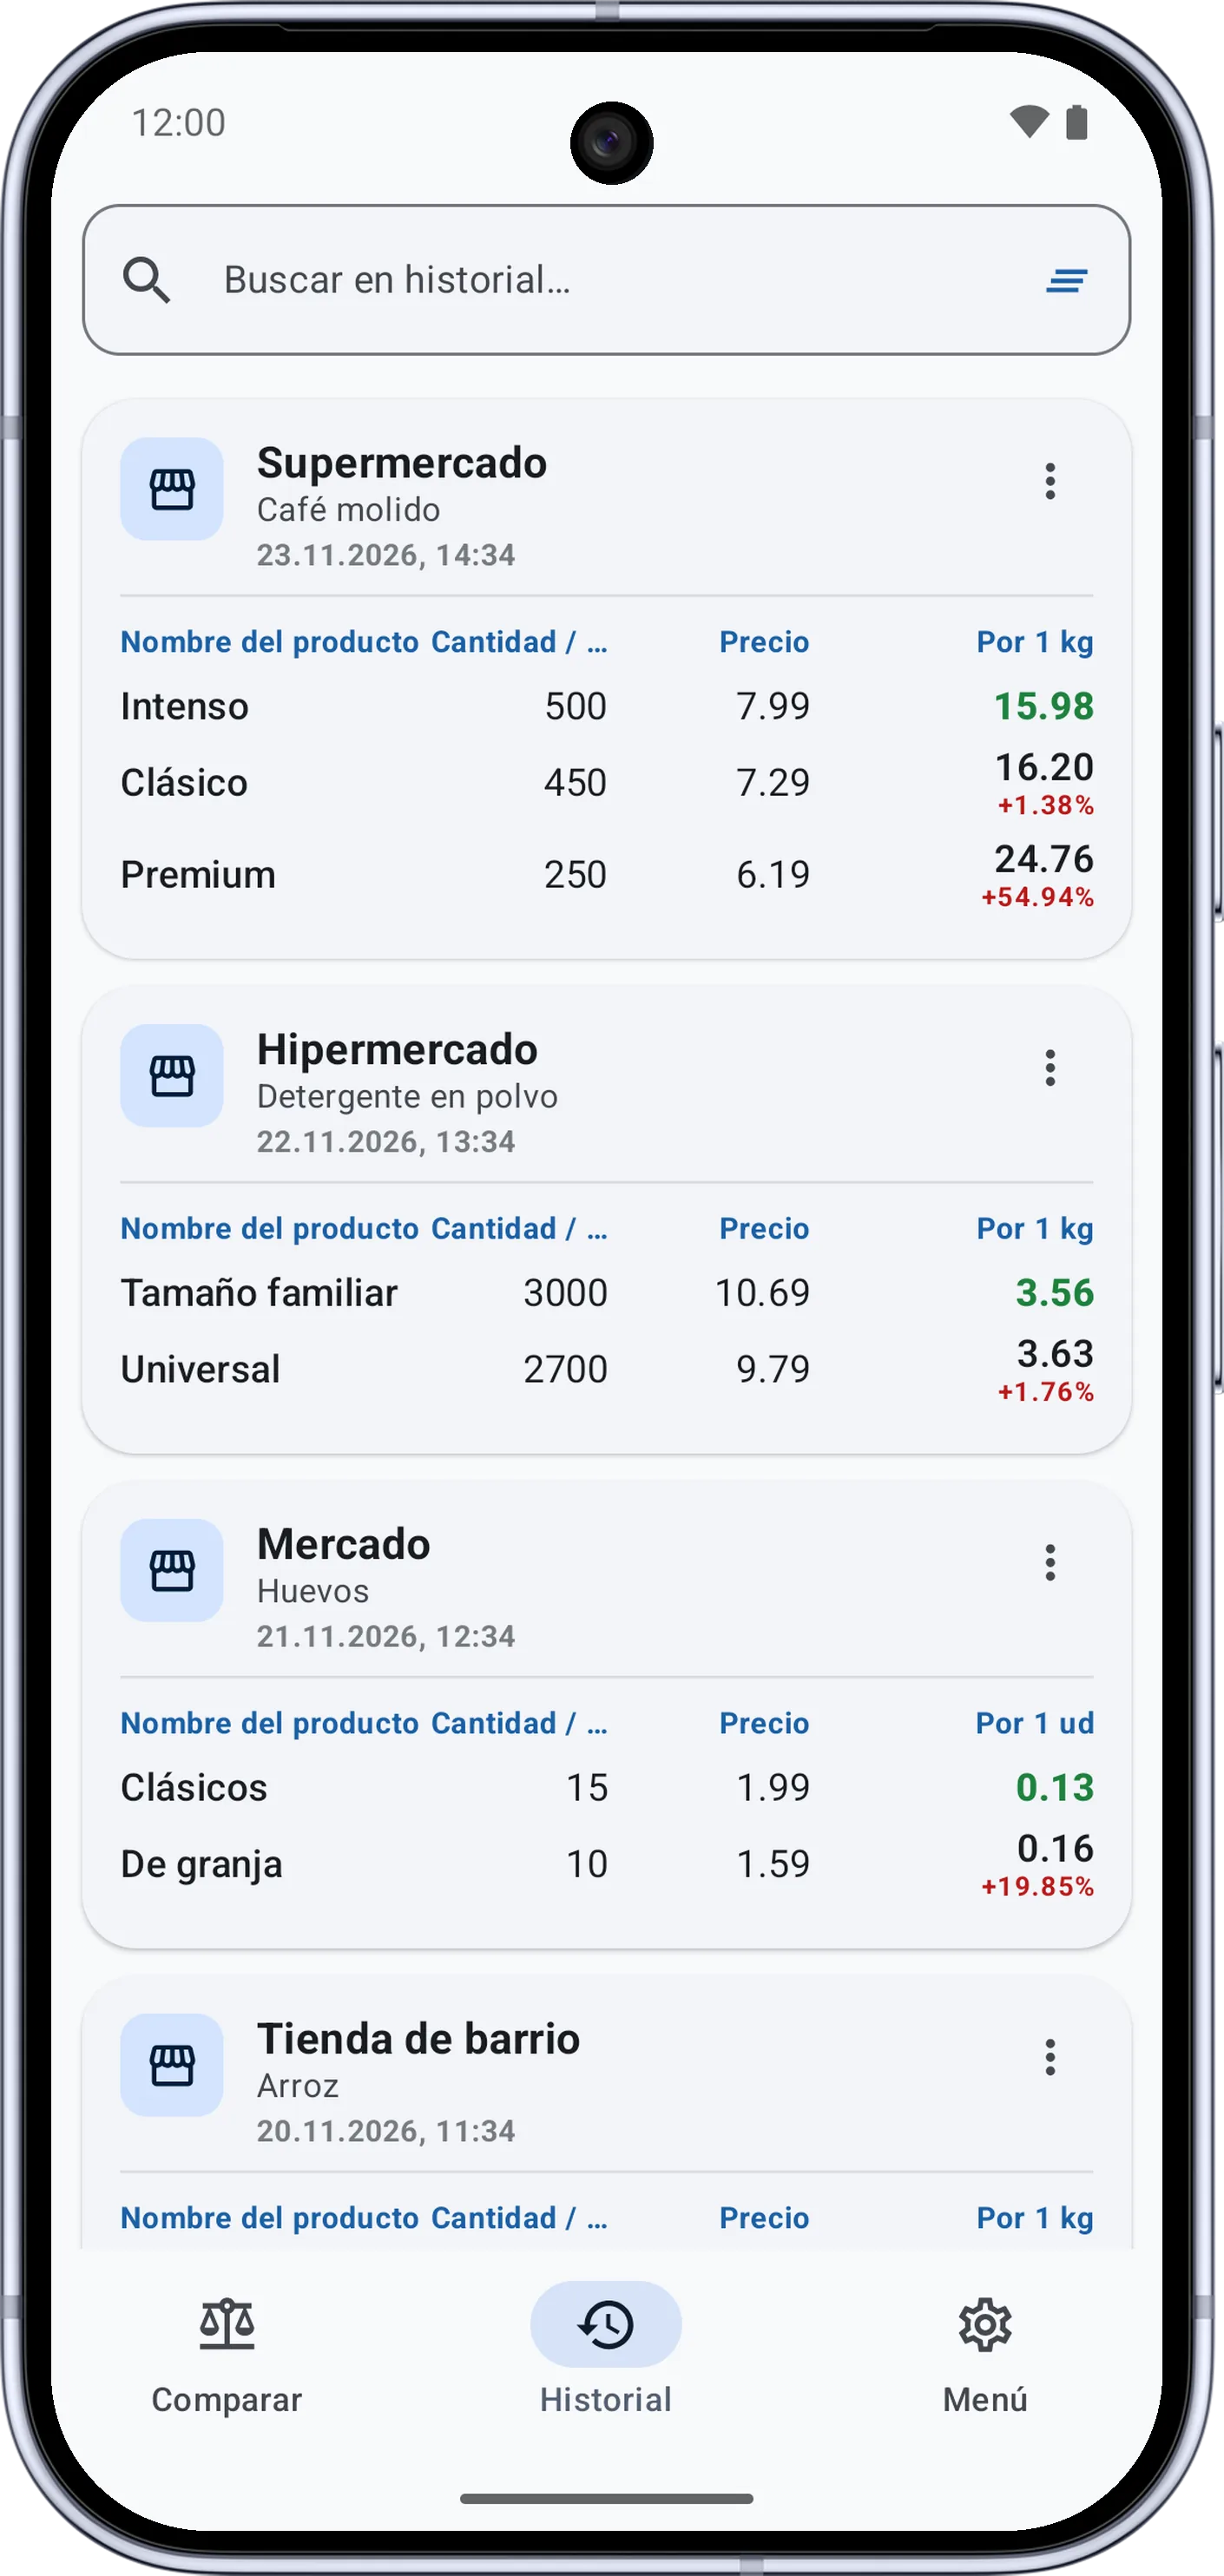 12:00
Buscar en historial…
Supermercado
Café molido
23.11.2026, 14:34
Nombre del producto Cantidad / … Precio Por 1 kg
Intenso 500 7.99 15.98
Clásico 450 7.29 16.20
+1.38%
Premium 250 6.19 24.76
+54.94%
Hipermercado
Detergente en polvo
22.11.2026, 13:34
Nombre del producto Cantidad / … Precio Por 1 kg
Tamaño familiar 3000 10.69 3.56
Universal 2700 9.79 3.63
+1.76%
Mercado
Huevos
21.11.2026, 12:34
Nombre del producto Cantidad / … Precio Por 1 ud
Clásicos 15 1.99 0.13
De granja 10 1.59 0.16
+19.85%
Tienda de barrio
Arroz
20.11.2026, 11:34
Nombre del producto Cantidad / … Precio Por 1 kg
Comparar Historial Menú